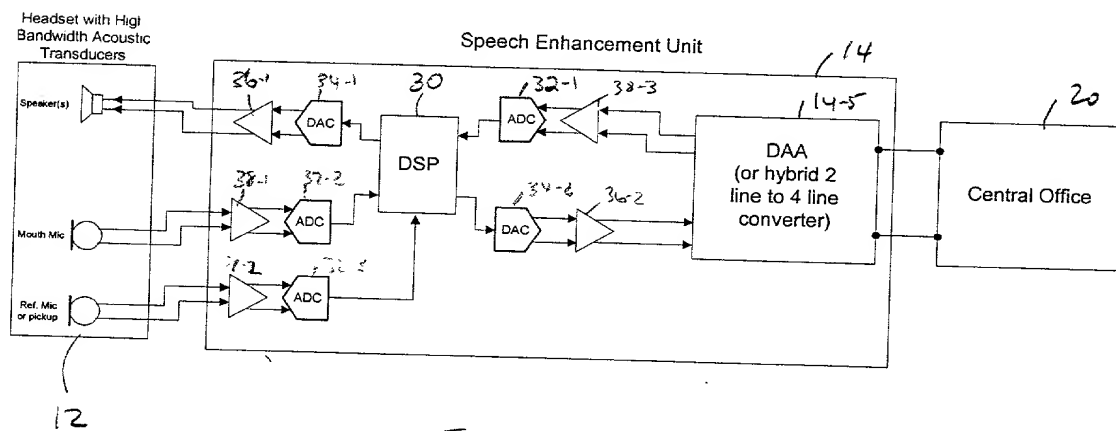 Headset with High
Bandwidth Acoustic
Transducers
Speech Enhancement Unit
14
36-1
34-1
30
32-1
38-3
14-5
20
Speaker(s)
DAC
ADC
DSP
DAA
(or hybrid 2
line to 4 line
converter)
Central Office
38-1
32-2
34-2
36-2
Mouth Mic
ADC
DAC
Ref. Mic
or pickup
ADC
12